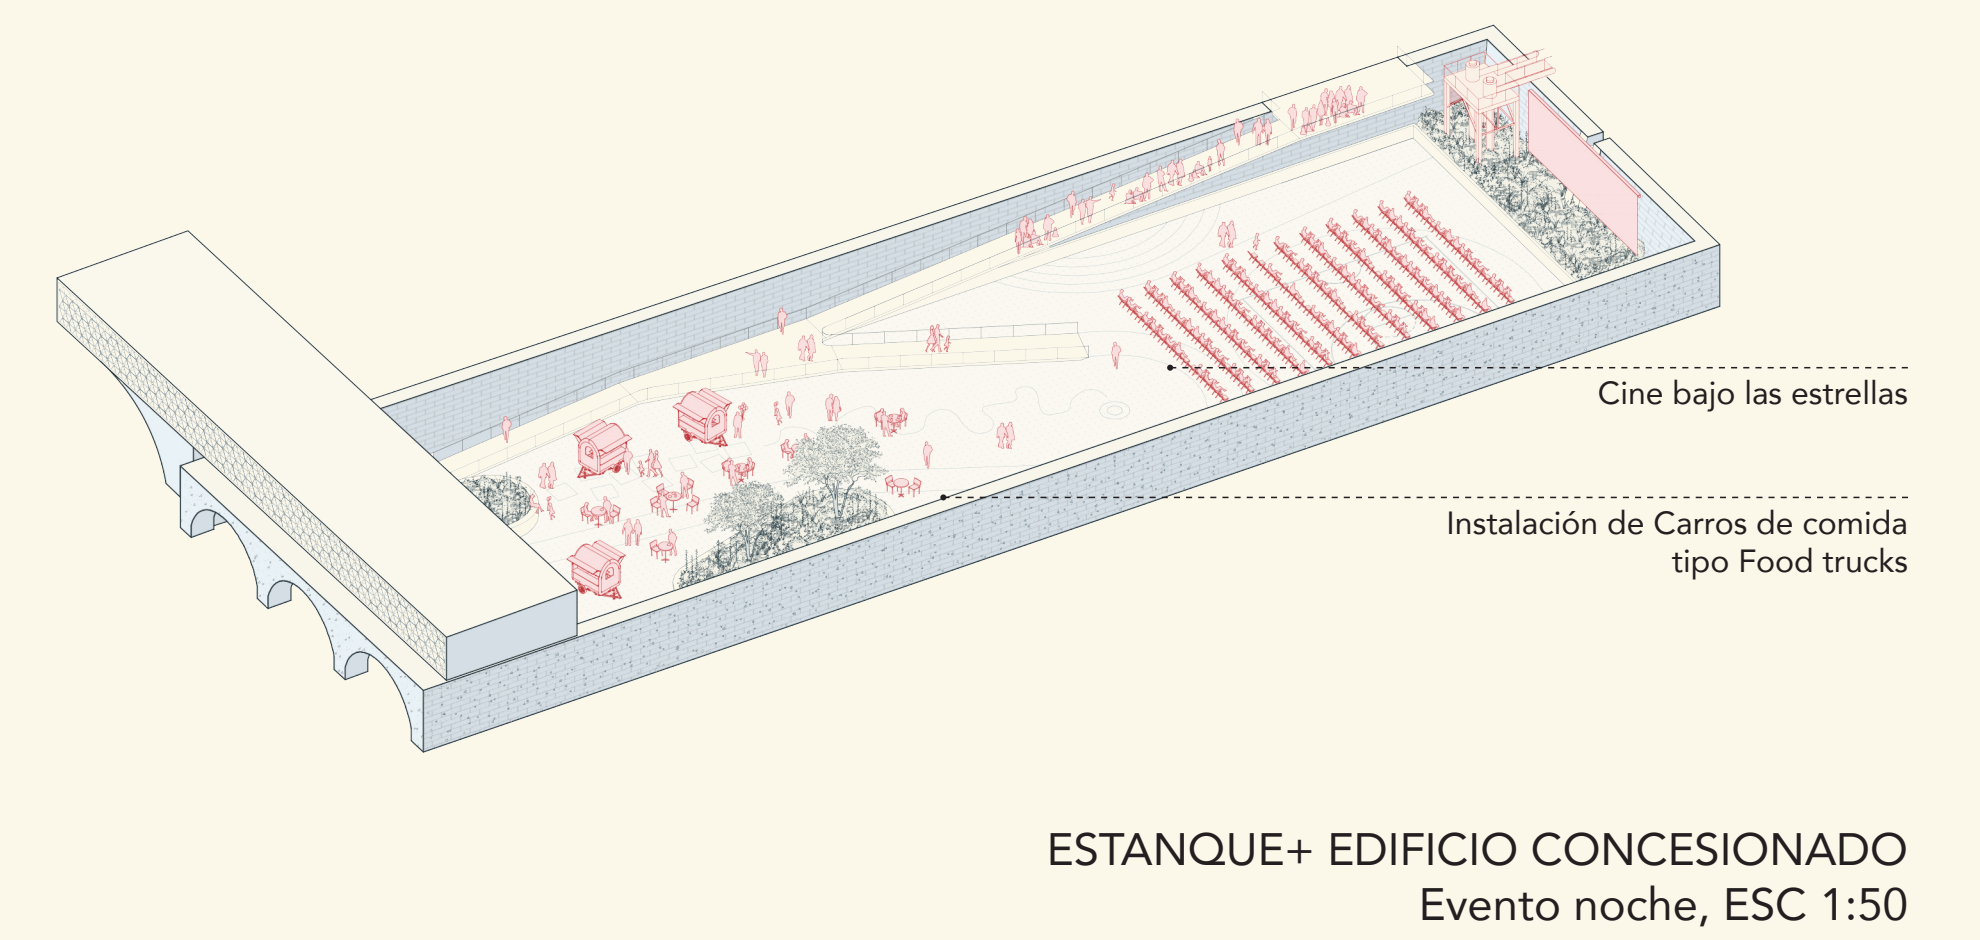 Cine bajo las estrellas
Instalación de Carros de comida
tipo Food trucks
ESTANQUE+ EDIFICIO CONCESIONADO
Evento noche, ESC 1:50